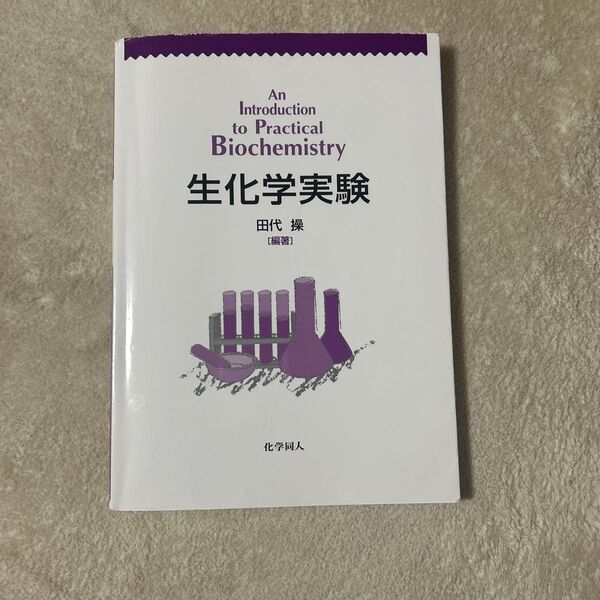 An
Introduction
to Practical
Biochemistry
生化学実験
田代 操
[編著]
化学同人